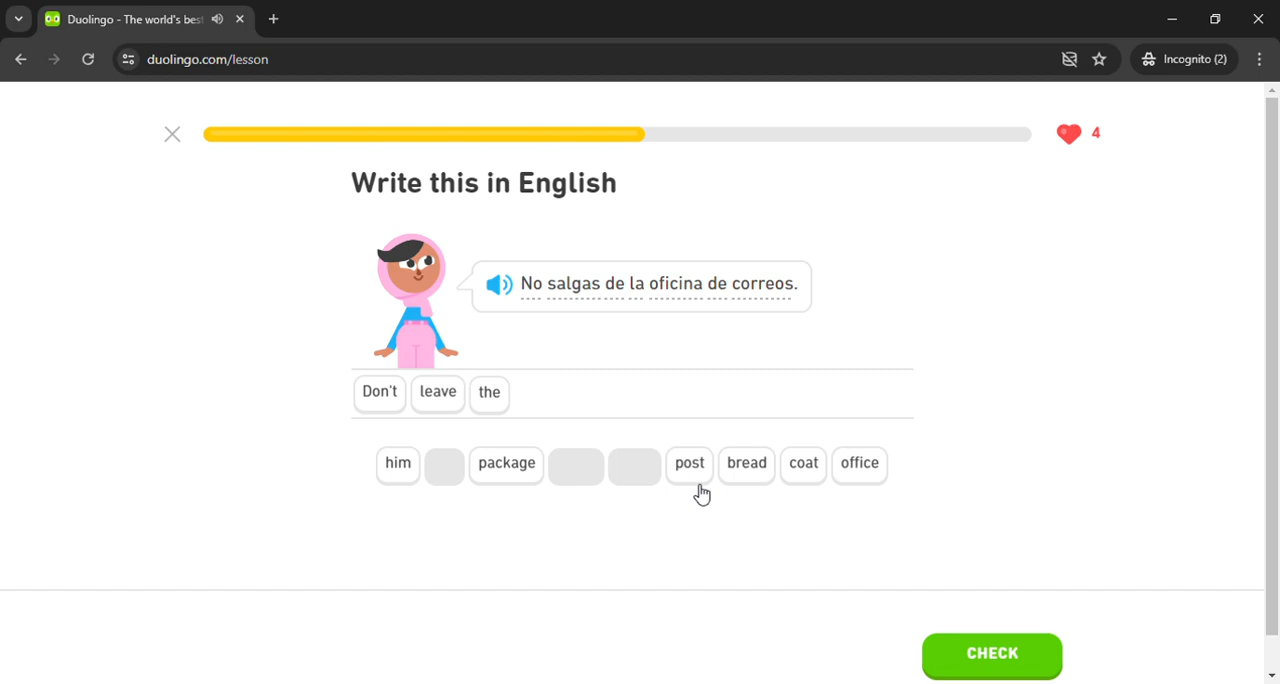 Duolingo - The world's best
duolingo.com/lesson
Incognito (2)
4
Write this in English
No salgas de la oficina de correos.
Don't leave the
him package post bread coat office
CHECK